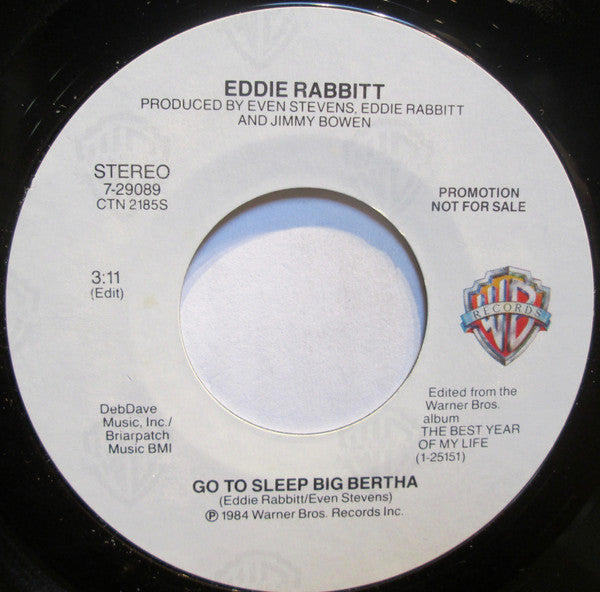 EDDIE RABBITT
PRODUCED BY EVEN STEVENS, EDDIE RABBITT
AND JIMMY BOWEN
STEREO
7-29089
CTN 2185S
PROMOTION
NOT FOR SALE
3:11
(Edit)
WB
RECORDS
DebDave
Music, Inc./
Briarpatch
Music BMI
Edited from the
Warner Bros.
album
THE BEST YEAR
OF MY LIFE
(1-25151)
GO TO SLEEP BIG BERTHA
(Eddie Rabbitt/Even Stevens)
℗ 1984 Warner Bros. Records Inc.